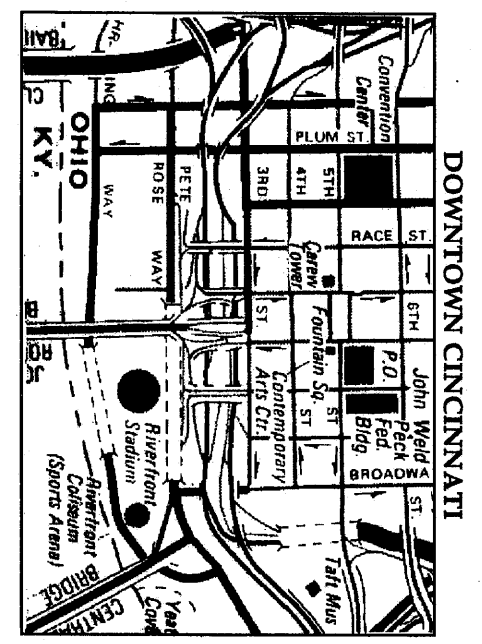 DOWNTOWN CINCINNATI
Convention
Center
PLUM ST.
RACE ST.
BROADWA
6TH
ST.
5TH
ST
4TH
ST
3RD
ST.
PETE
ROSE
WAY
WAY
OHIO
KY.
Carew
Tower
Fountain Sq.
Contemporary
Arts Ctr.
P.O.
John Weld
Peck
Fed.
Bldg.
Riverfront
Stadium
Riverfront
Coliseum
(Sports Arena)
Taft Mus
BRIDGE
CENTRA